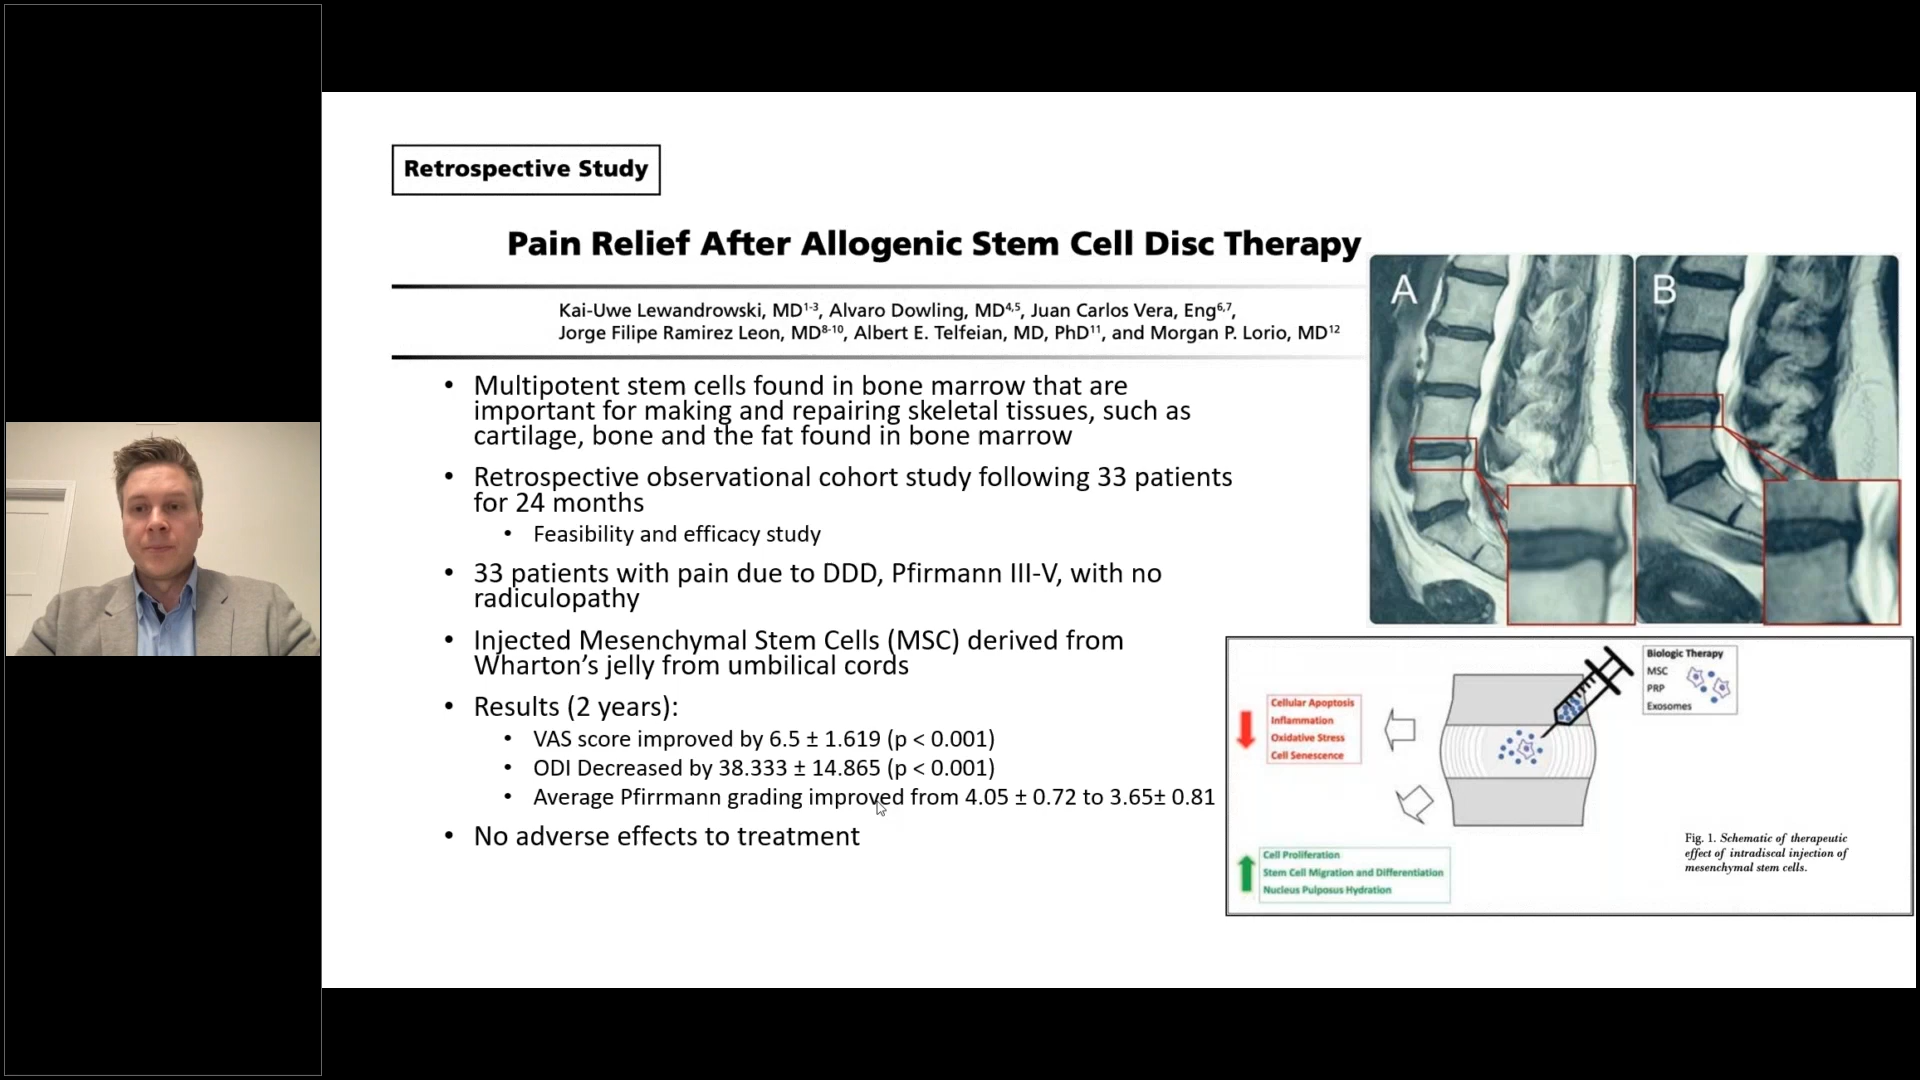 Retrospective Study
Pain Relief After Allogenic Stem Cell Disc Therapy
Kai-Uwe Lewandrowski, MD1-3, Alvaro Dowling, MD4,5, Juan Carlos Vera, Eng6,7,
Jorge Filipe Ramirez Leon, MD8-10, Albert E. Telfeian, MD, PhD11, and Morgan P. Lorio, MD12
• Multipotent stem cells found in bone marrow that are
important for making and repairing skeletal tissues, such as
cartilage, bone and the fat found in bone marrow
• Retrospective observational cohort study following 33 patients
for 24 months
• Feasibility and efficacy study
• 33 patients with pain due to DDD, Pfirmann III-V, with no
radiculopathy
• Injected Mesenchymal Stem Cells (MSC) derived from
Wharton's jelly from umbilical cords
• Results (2 years):
• VAS score improved by 6.5 ± 1.619 (p < 0.001)
• ODI Decreased by 38.333 ± 14.865 (p < 0.001)
• Average Pfirrmann grading improved from 4.05 ± 0.72 to 3.65± 0.81
• No adverse effects to treatment
A
B
Biologic Therapy
MSC
PRP
Exosomes
Cellular Apoptosis
Inflammation
Oxidative Stress
Cell Senescence
Cell Proliferation
Stem Cell Migration and Differentiation
Nucleus Pulposus Hydration
Fig. 1. Schematic of therapeutic
effect of intradiscal injection of
mesenchymal stem cells.